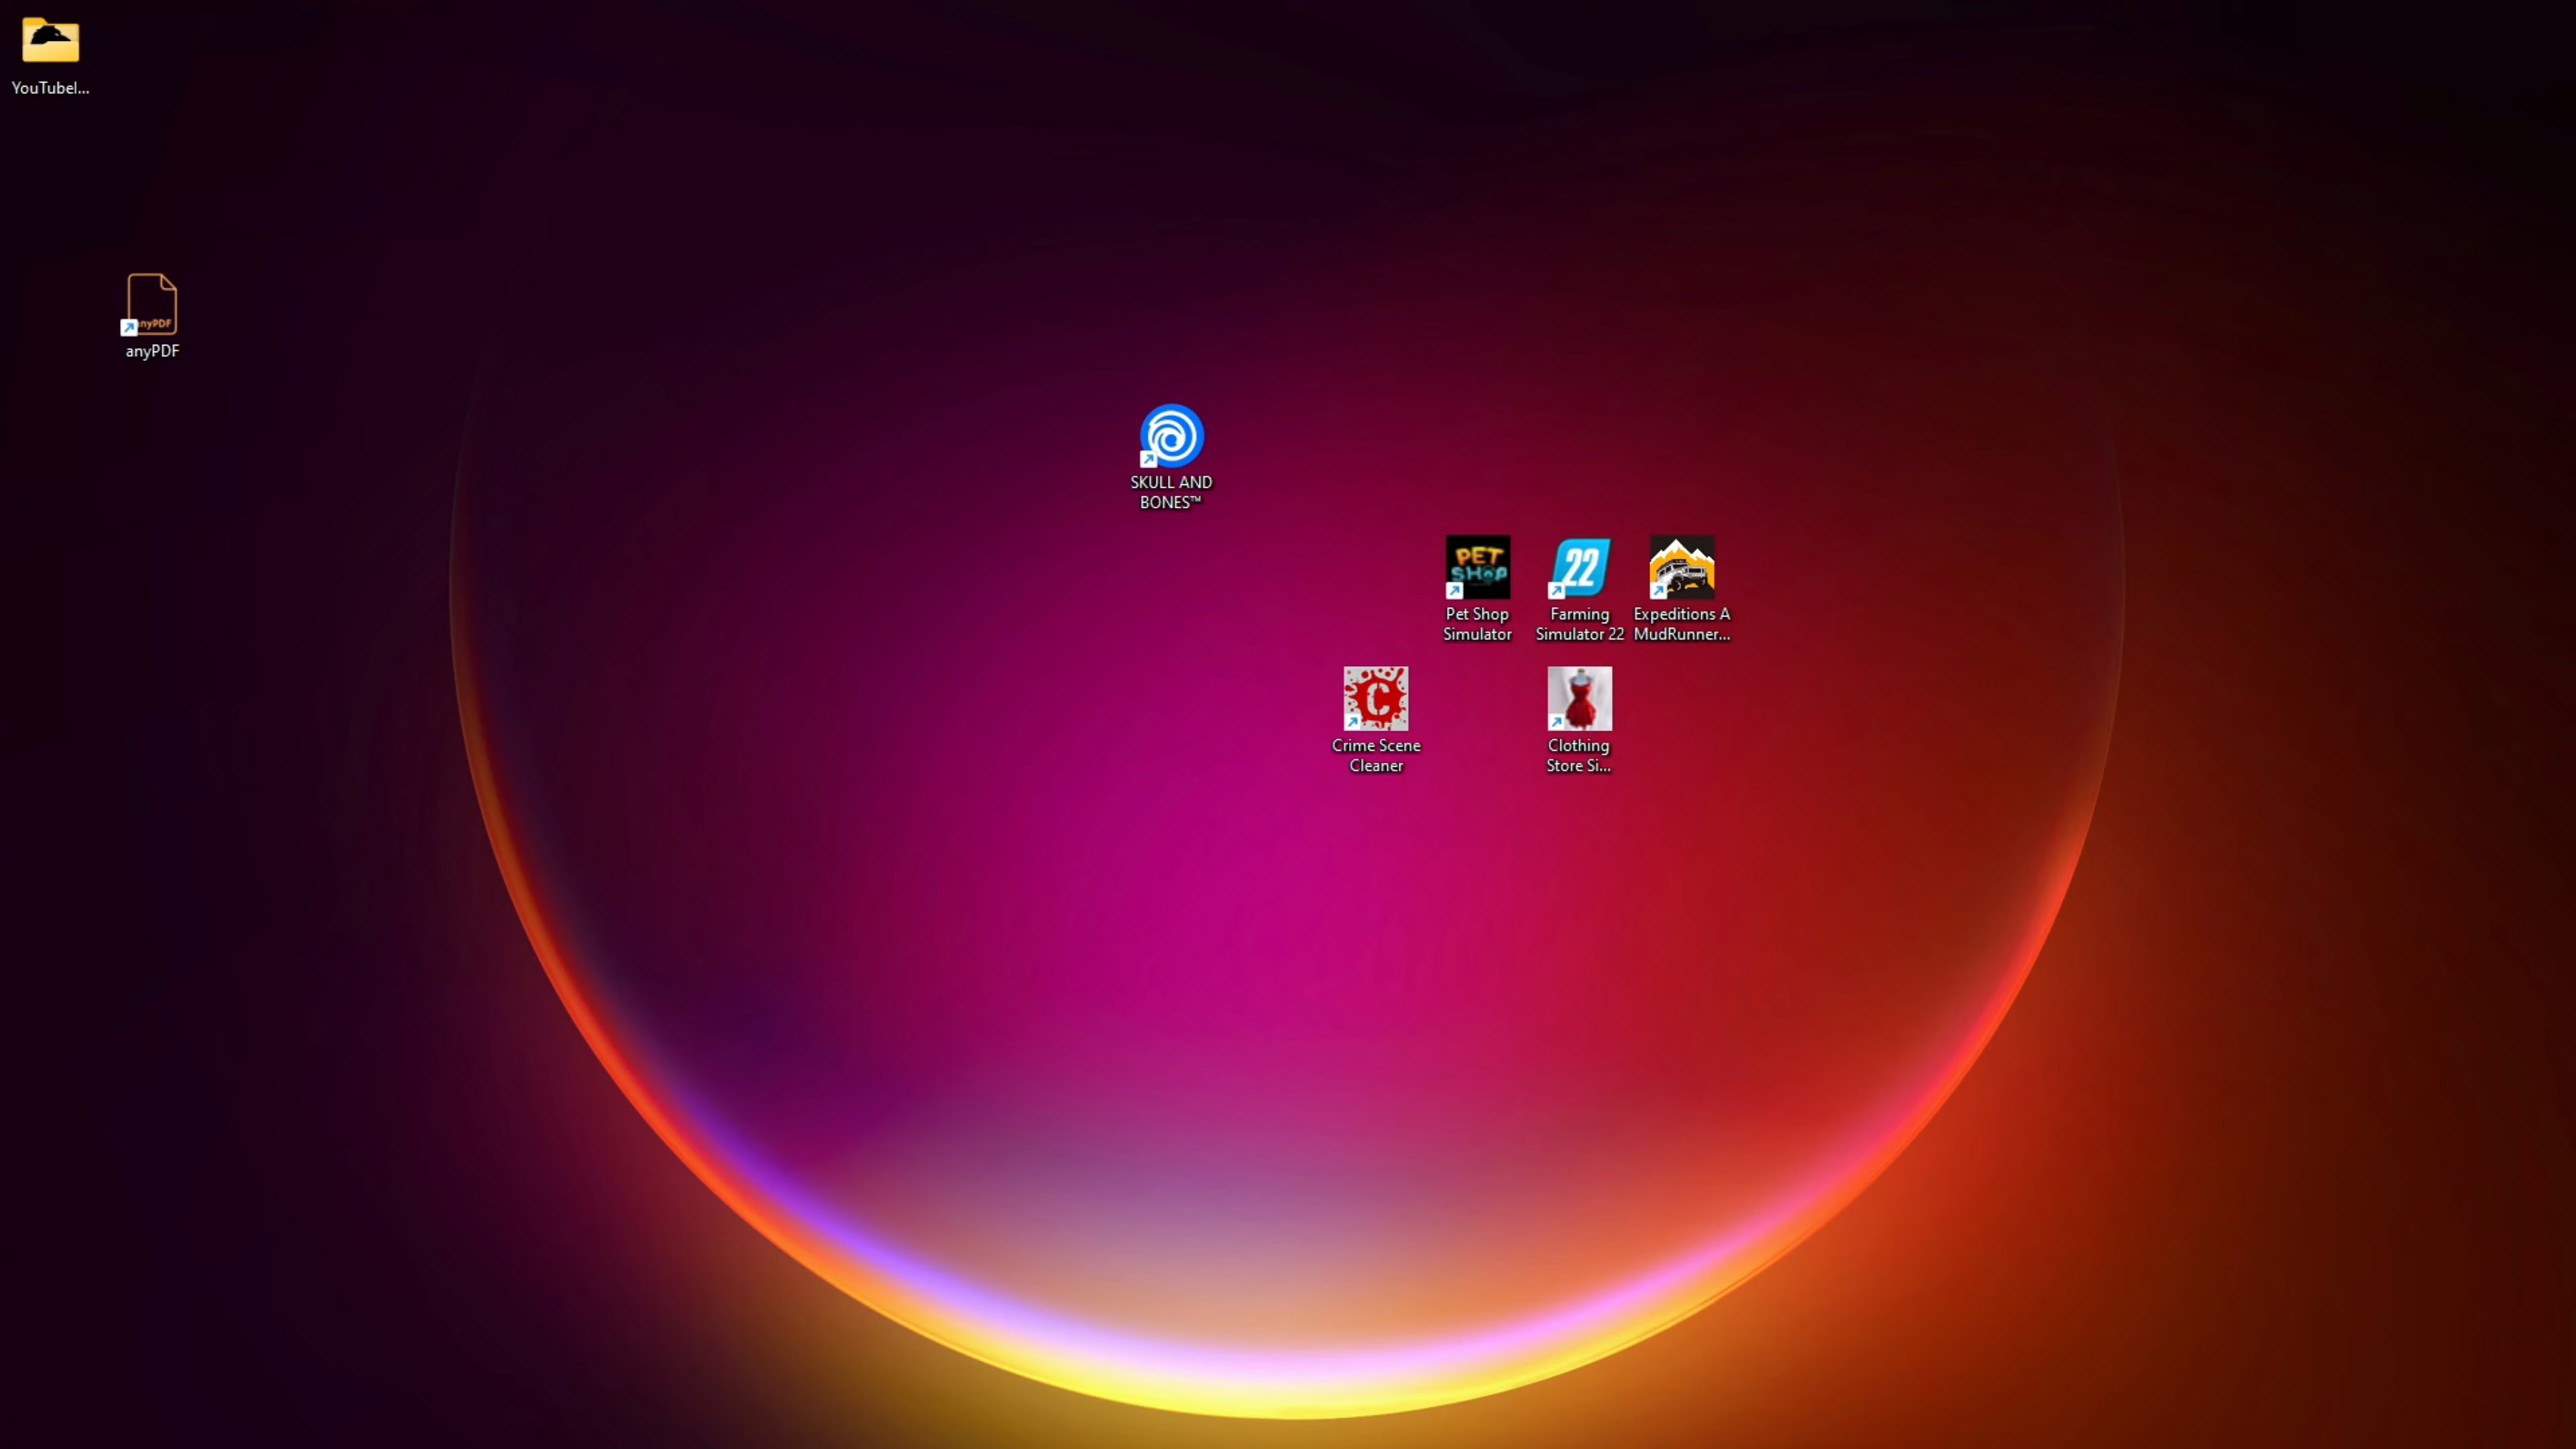 YouTubel...
anyPDF
anyPDF
SKULL AND
BONES™
PET
SHOP
Pet Shop
Simulator
22
Farming
Simulator 22
Expeditions A
MudRunner...
C
Crime Scene
Cleaner
Clothing
Store Si...